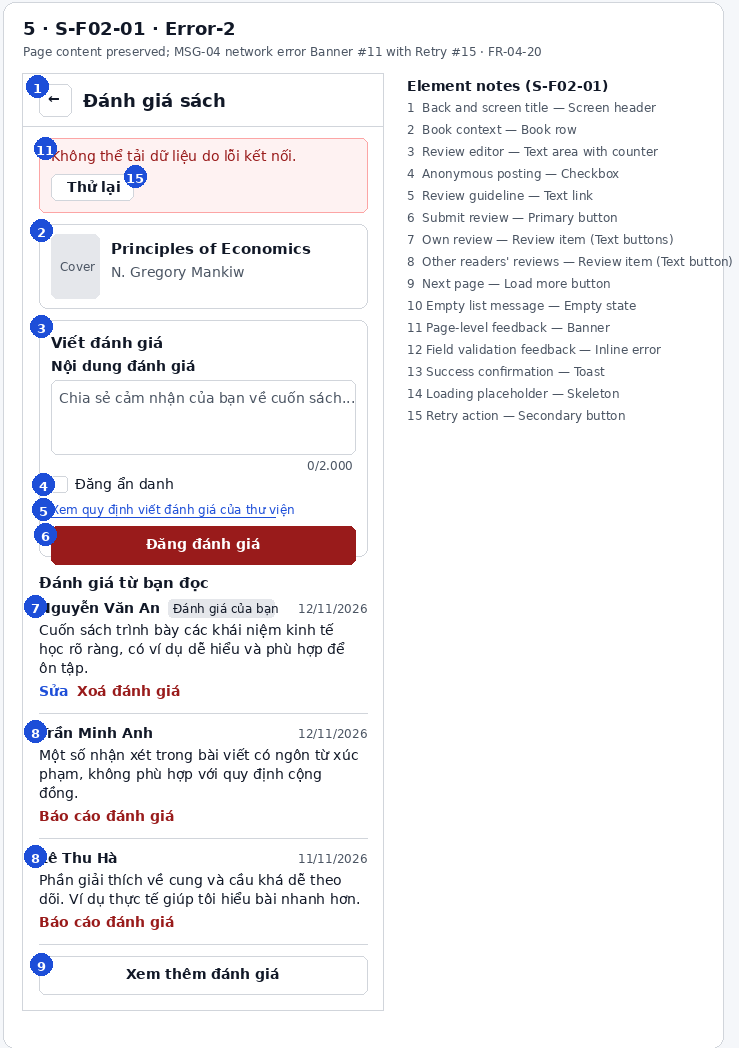 5 · S-F02-01 · Error-2
Page content preserved; MSG-04 network error Banner #11 with Retry #15 · FR-04-20
1
←
Đánh giá sách
11
Không thể tải dữ liệu do lỗi kết nối.
Thử lại
15
2
Cover
Principles of Economics
N. Gregory Mankiw
3
Viết đánh giá
Nội dung đánh giá
Chia sẻ cảm nhận của bạn về cuốn sách...
0/2.000
4
Đăng ẩn danh
5
Xem quy định viết đánh giá của thư viện
6
Đăng đánh giá
Đánh giá từ bạn đọc
7
Nguyễn Văn An Đánh giá của bạn 12/11/2026
Cuốn sách trình bày các khái niệm kinh tế
học rõ ràng, có ví dụ dễ hiểu và phù hợp để
ôn tập.
Sửa Xoá đánh giá
8
Trần Minh Anh 12/11/2026
Một số nhận xét trong bài viết có ngôn từ xúc
phạm, không phù hợp với quy định cộng
đồng.
Báo cáo đánh giá
8
Lê Thu Hà 11/11/2026
Phần giải thích về cung và cầu khá dễ theo
dõi. Ví dụ thực tế giúp tôi hiểu bài nhanh hơn.
Báo cáo đánh giá
9
Xem thêm đánh giá
Element notes (S-F02-01)
1 Back and screen title — Screen header
2 Book context — Book row
3 Review editor — Text area with counter
4 Anonymous posting — Checkbox
5 Review guideline — Text link
6 Submit review — Primary button
7 Own review — Review item (Text buttons)
8 Other readers' reviews — Review item (Text button)
9 Next page — Load more button
10 Empty list message — Empty state
11 Page-level feedback — Banner
12 Field validation feedback — Inline error
13 Success confirmation — Toast
14 Loading placeholder — Skeleton
15 Retry action — Secondary button